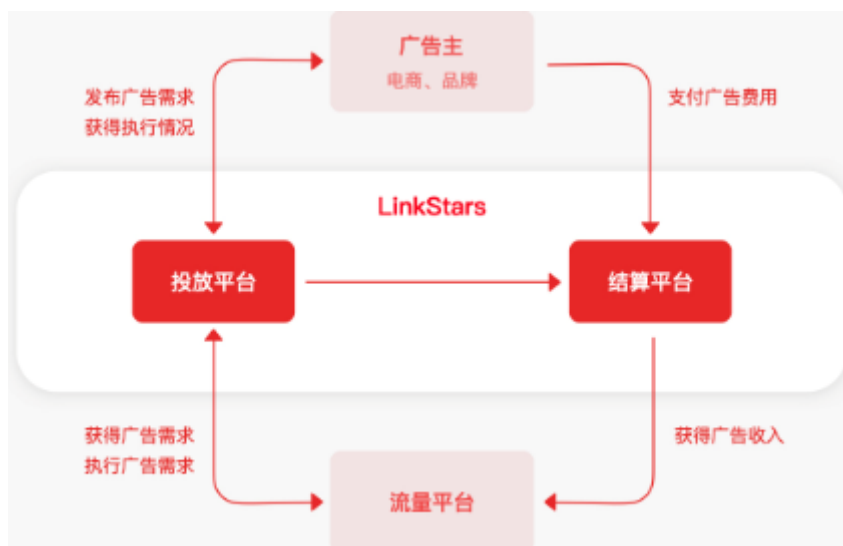 广告主
电商、品牌
发布广告需求
获得执行情况
支付广告费用
LinkStars
投放平台
结算平台
获得广告需求
执行广告需求
获得广告收入
流量平台